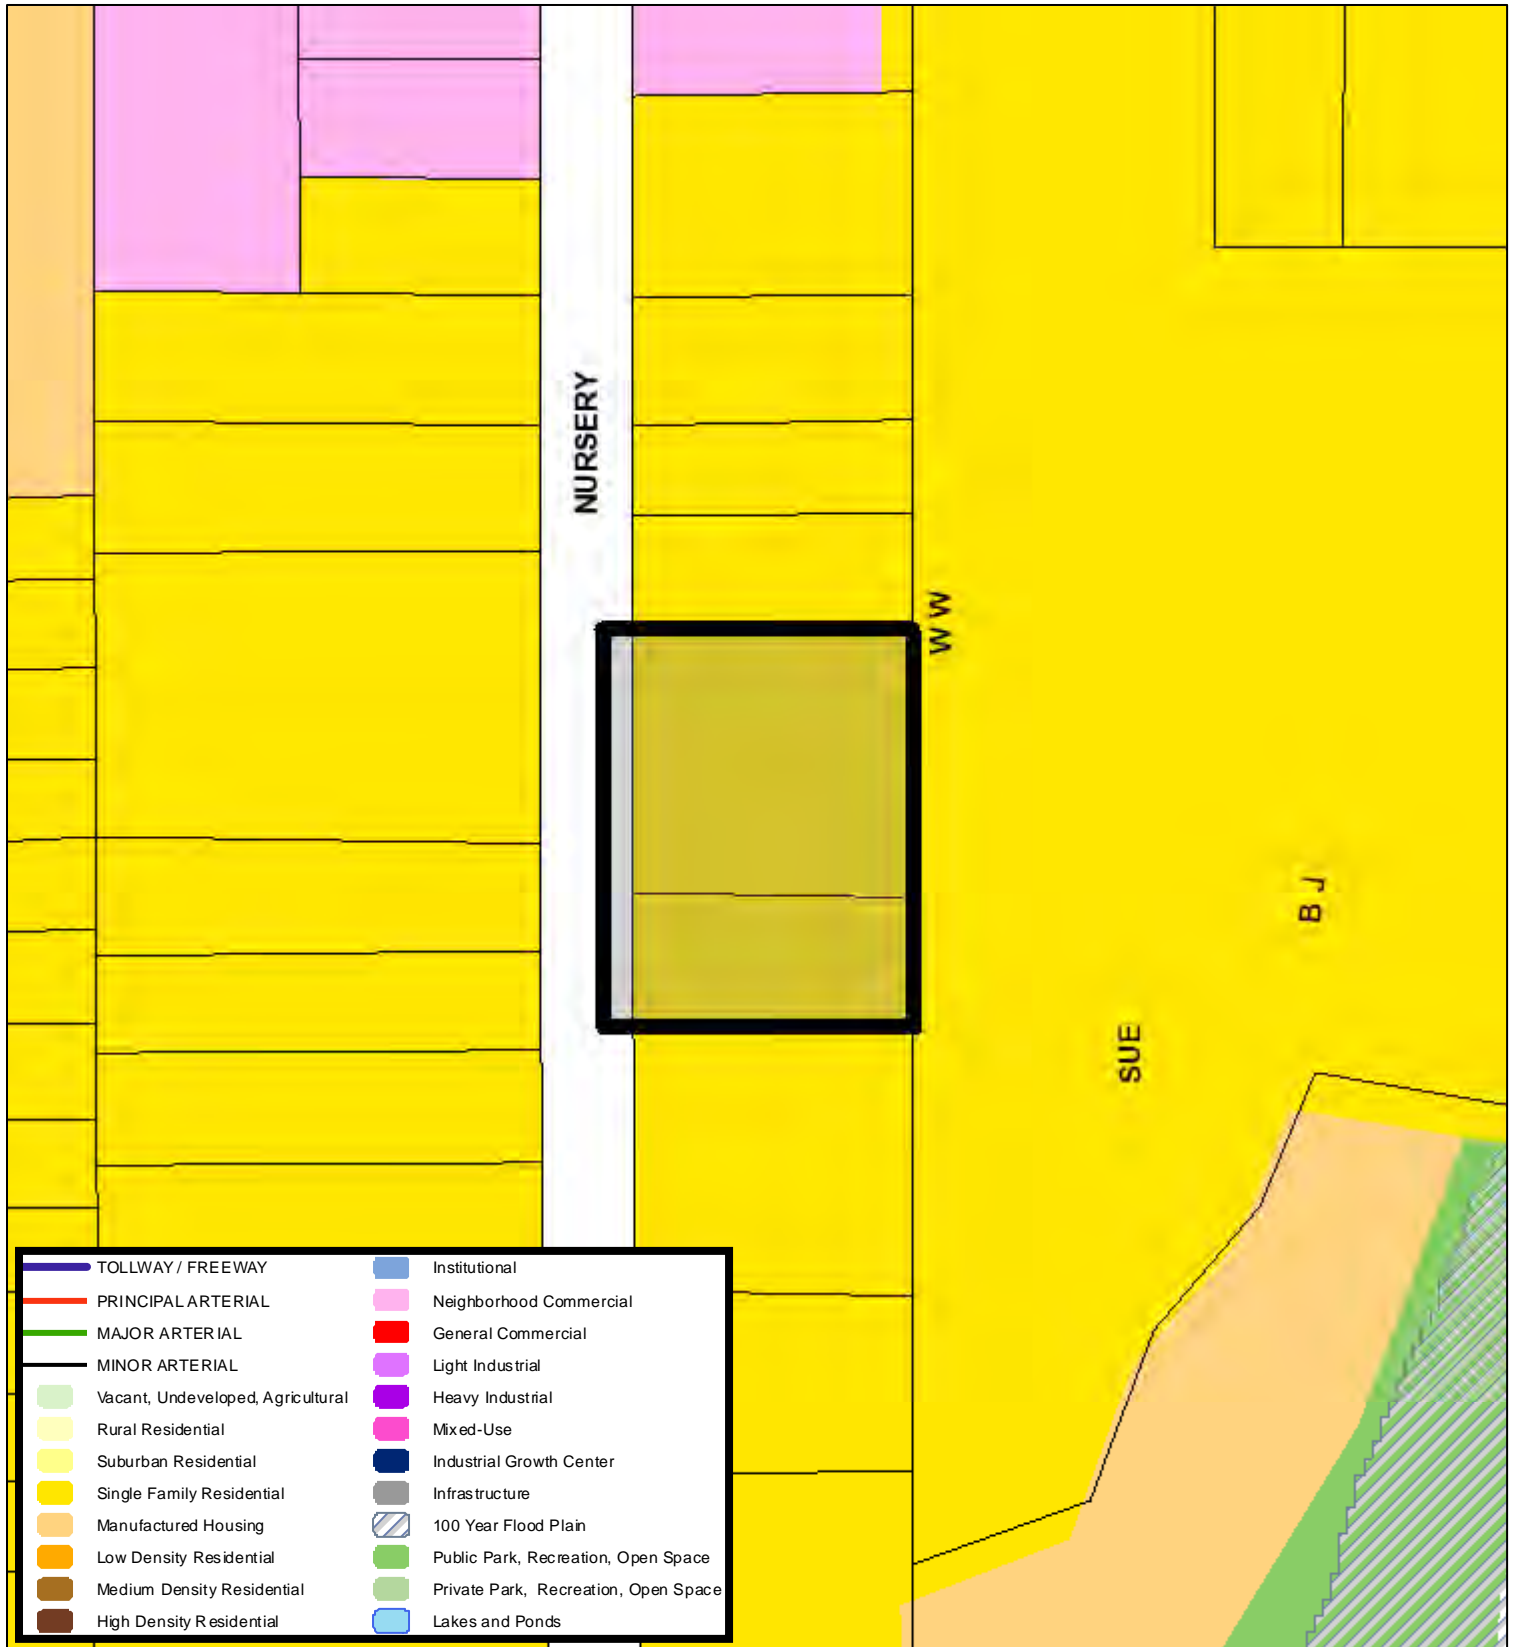 NURSERY
W W
B J
SUE
TOLLWAY / FREEWAY
PRINCIPAL ARTERIAL
MAJOR ARTERIAL
MINOR ARTERIAL
Vacant, Undeveloped, Agricultural
Rural Residential
Suburban Residential
Single Family Residential
Manufactured Housing
Low Density Residential
Medium Density Residential
High Density Residential
Institutional
Neighborhood Commercial
General Commercial
Light Industrial
Heavy Industrial
Mixed-Use
Industrial Growth Center
Infrastructure
100 Year Flood Plain
Public Park, Recreation, Open Space
Private Park, Recreation, Open Space
Lakes and Ponds